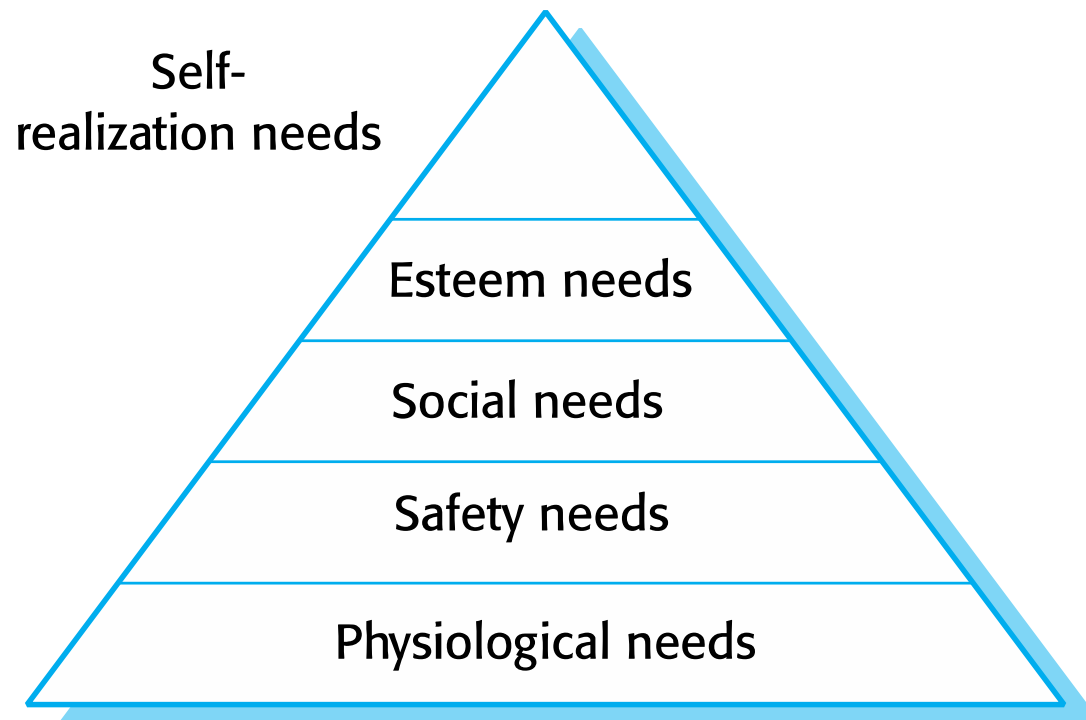 Self-
realization needs
Esteem needs
Social needs
Safety needs
Physiological needs